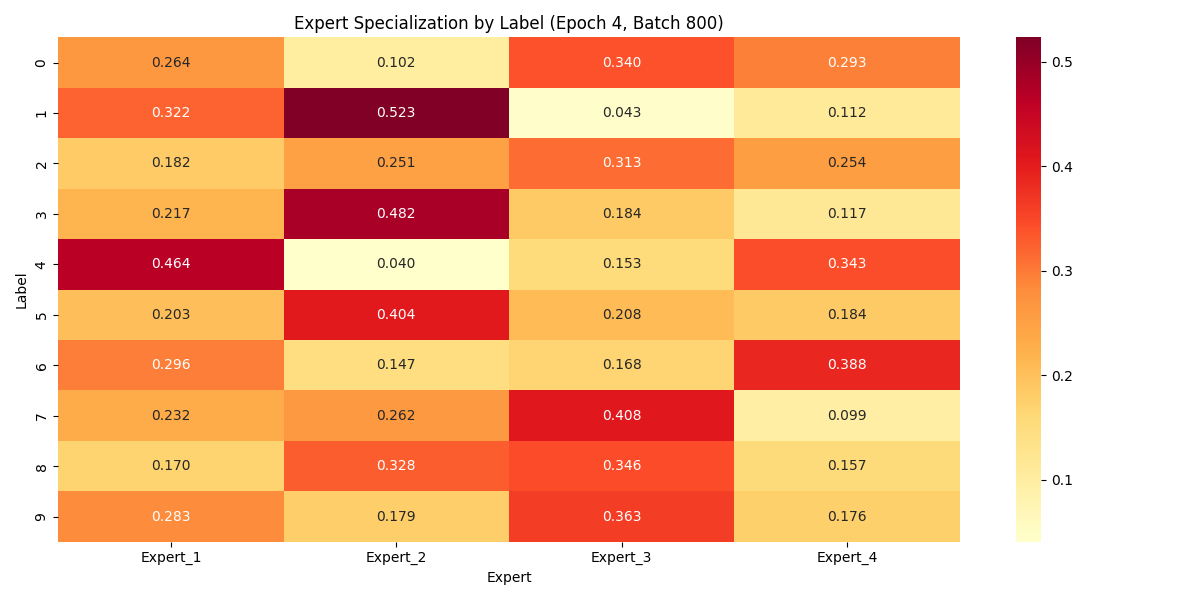 Expert Specialization by Label (Epoch 4, Batch 800)
0 0.264 0.102 0.340 0.293
1 0.322 0.523 0.043 0.112
2 0.182 0.251 0.313 0.254
3 0.217 0.482 0.184 0.117
4 0.464 0.040 0.153 0.343
5 0.203 0.404 0.208 0.184
6 0.296 0.147 0.168 0.388
7 0.232 0.262 0.408 0.099
8 0.170 0.328 0.346 0.157
9 0.283 0.179 0.363 0.176
Label
Expert_1 Expert_2 Expert_3 Expert_4
Expert
0.5
0.4
0.3
0.2
0.1